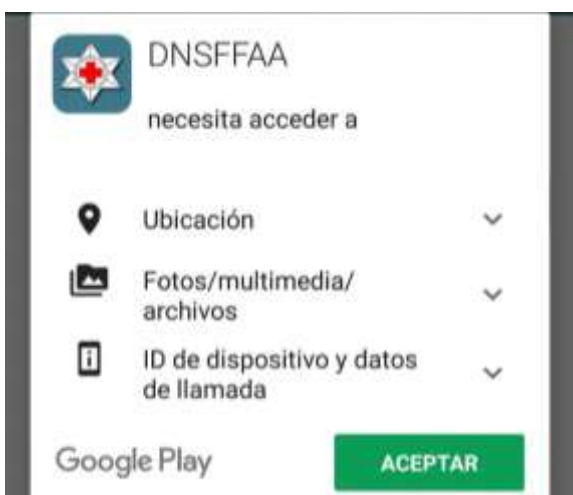 DNSFFAA
necesita acceder a
Ubicación
Fotos/multimedia/
archivos
ID de dispositivo y datos
de llamada
Google Play
ACEPTAR